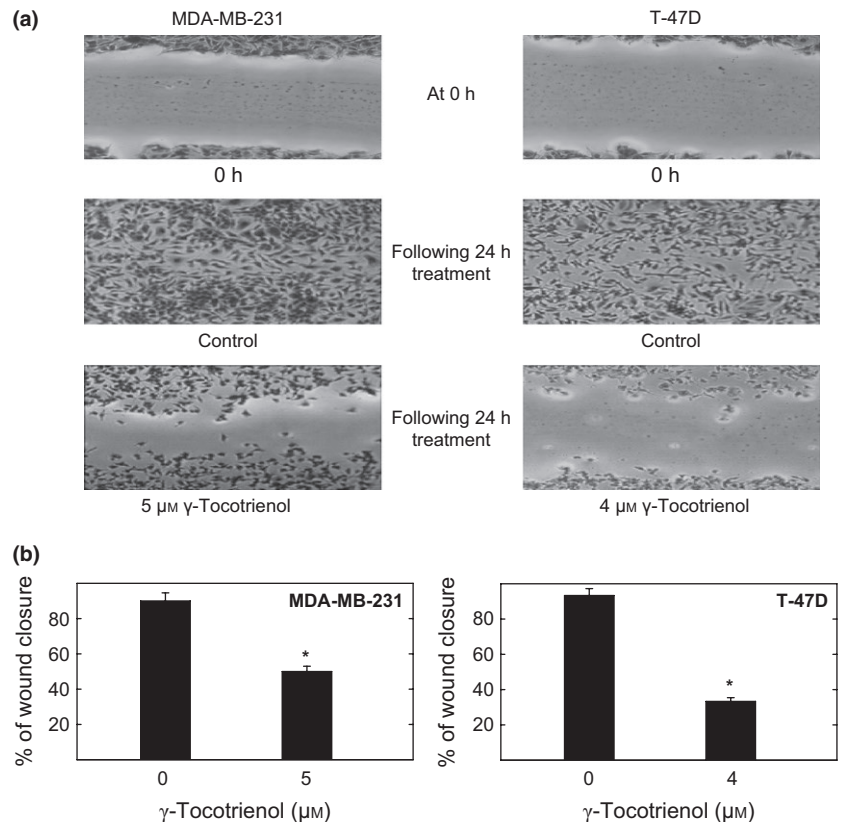 (a)
MDA-MB-231
T-47D
At 0 h
0 h
0 h
Following 24 h
treatment
Control
Control
Following 24 h
treatment
5 μM γ-Tocotrienol
4 μM γ-Tocotrienol
(b)
% of wound closure
80
60
40
20
MDA-MB-231
*
0
5
γ-Tocotrienol (μM)
% of wound closure
80
60
40
20
T-47D
*
0
4
γ-Tocotrienol (μM)